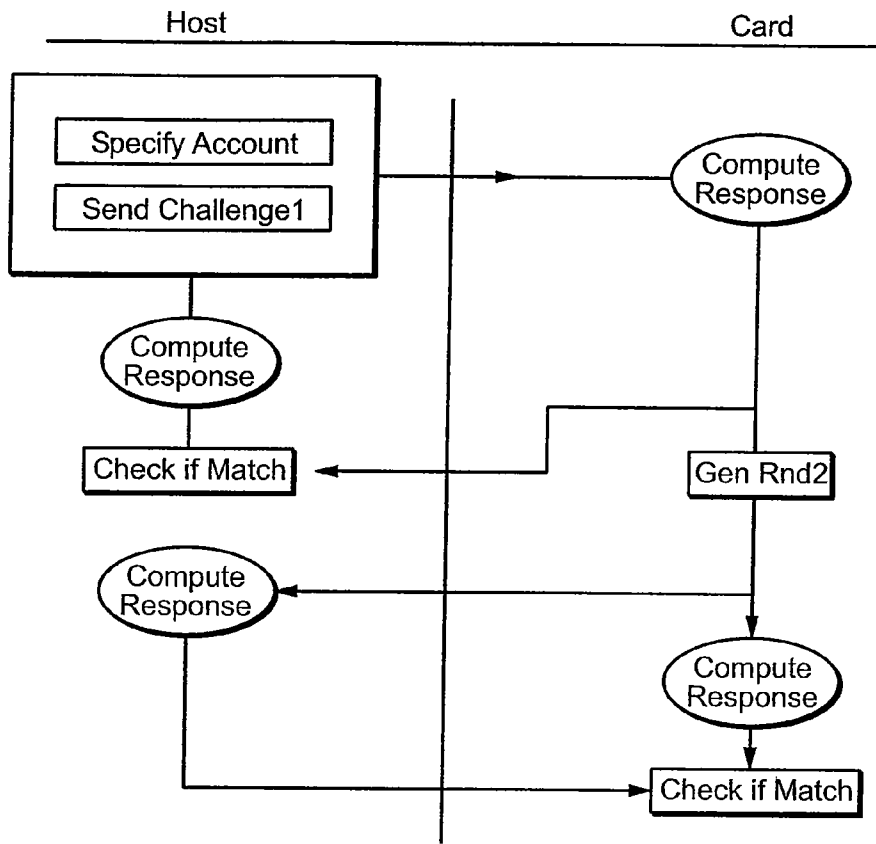 Host
Card
Specify Account
Send Challenge1
Compute
Response
Compute
Response
Check if Match
Gen Rnd2
Compute
Response
Compute
Response
Check if Match